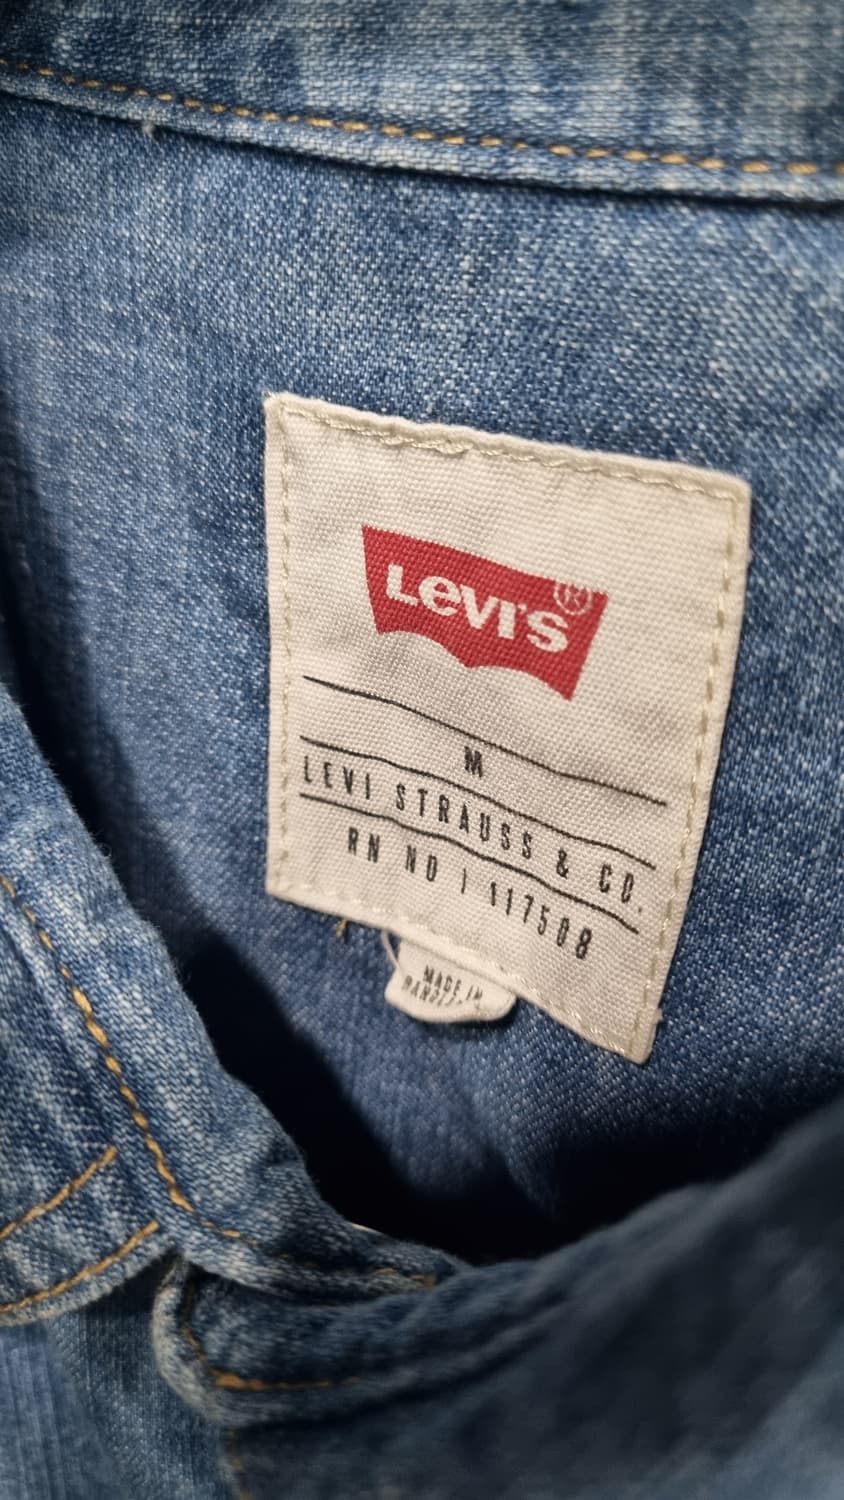 Levi's ®
M
LEVI STRAUSS & CO.
RN NO | 117508
MADE IN